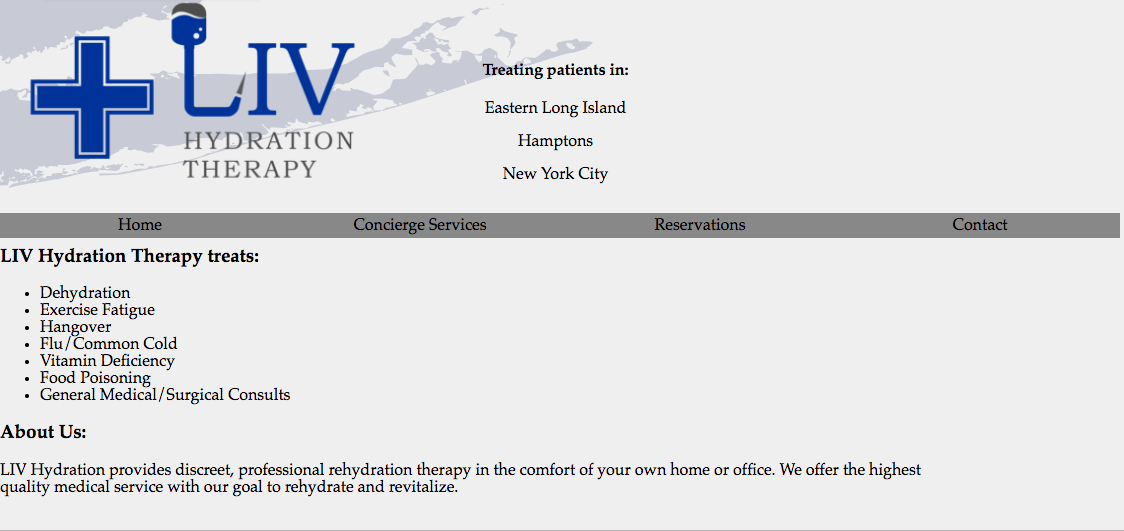 LIV
HYDRATION
THERAPY
Treating patients in:
Eastern Long Island
Hamptons
New York City
Home Concierge Services Reservations Contact
LIV Hydration Therapy treats:
• Dehydration
• Exercise Fatigue
• Hangover
• Flu/Common Cold
• Vitamin Deficiency
• Food Poisoning
• General Medical/Surgical Consults
About Us:
LIV Hydration provides discreet, professional rehydration therapy in the comfort of your own home or office. We offer the highest
quality medical service with our goal to rehydrate and revitalize.